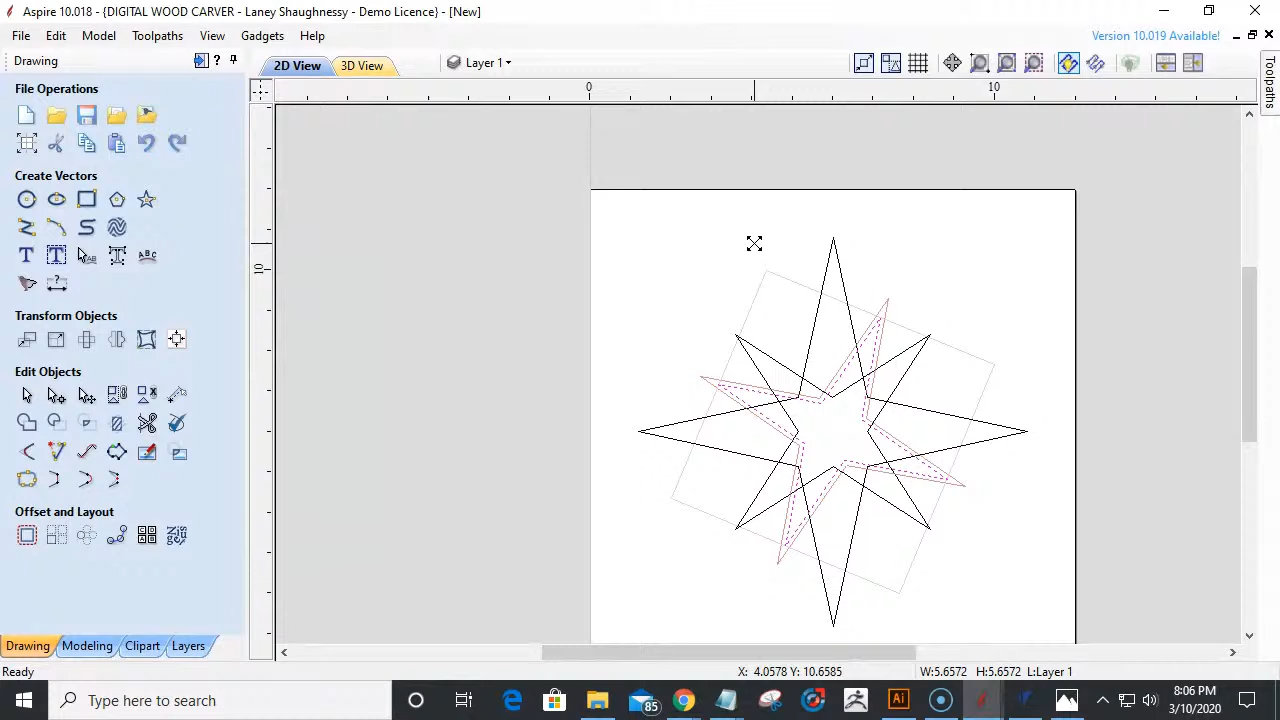 Aspire 10.018 - {DIGITAL WOOD CARVER - Laney Shaughnessy - Demo Licence} - [New]
File Edit Model Toolpaths View Gadgets Help
Version 10.019 Available!
Drawing
2D View
3D View
Layer 1
Toolpaths
File Operations
0
10
10
Create Vectors
Transform Objects
Edit Objects
Offset and Layout
Drawing
Modeling
Clipart
Layers
Ready
X: 4.0578 Y: 10.6585
W:5.6572 H:5.6572 L:Layer 1
Type here to search
85
8:06 PM
3/10/2020